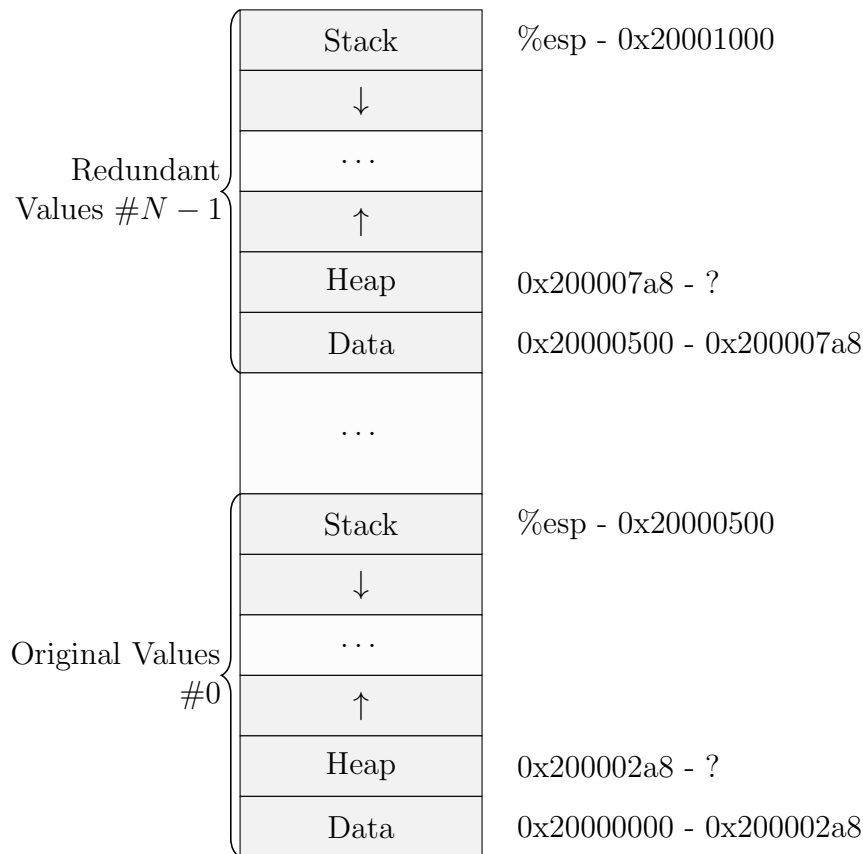 Stack %esp - 0x20001000
↓
...
Redundant
Values #N − 1
↑
Heap 0x200007a8 - ?
Data 0x20000500 - 0x200007a8
...
Stack %esp - 0x20000500
↓
...
Original Values
#0
↑
Heap 0x200002a8 - ?
Data 0x20000000 - 0x200002a8